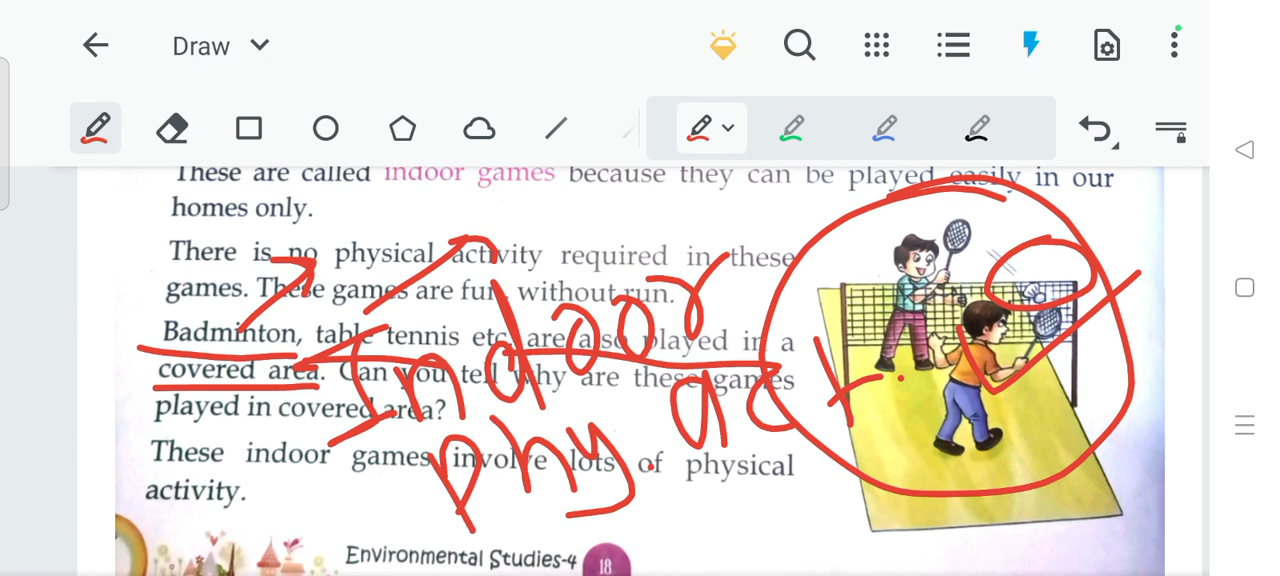 Draw
These are called indoor games because they can be played easily in our
homes only.
There is no physical activity required in these
games. These games are fun, without run.
Badminton, table tennis etc. are also played in a
covered area. Can you tell why are these games
played in covered area?
Indoor
phy. act.
These indoor games involve lots of physical
activity.
Environmental Studies-4 18